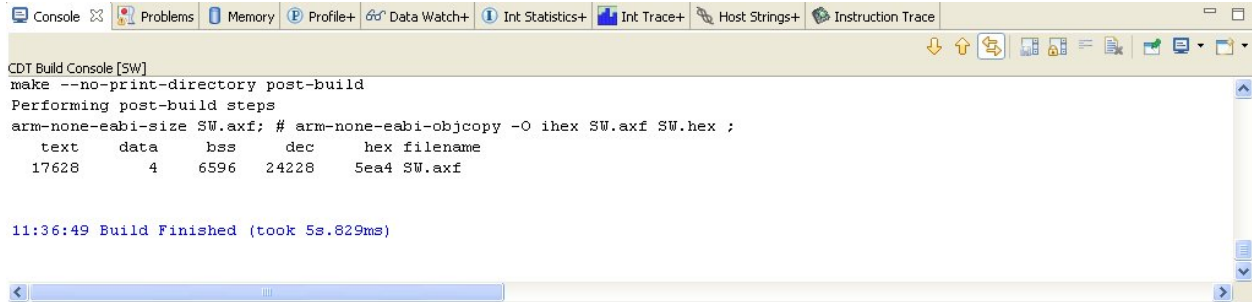 Console Problems Memory Profile+ Data Watch+ Int Statistics+ Int Trace+ Host Strings+ Instruction Trace
CDT Build Console [SW]
make --no-print-directory post-build
Performing post-build steps
arm-none-eabi-size SW.axf; # arm-none-eabi-objcopy -O ihex SW.axf SW.hex ;
text data bss dec hex filename
17628 4 6596 24228 5ea4 SW.axf
11:36:49 Build Finished (took 5s.829ms)